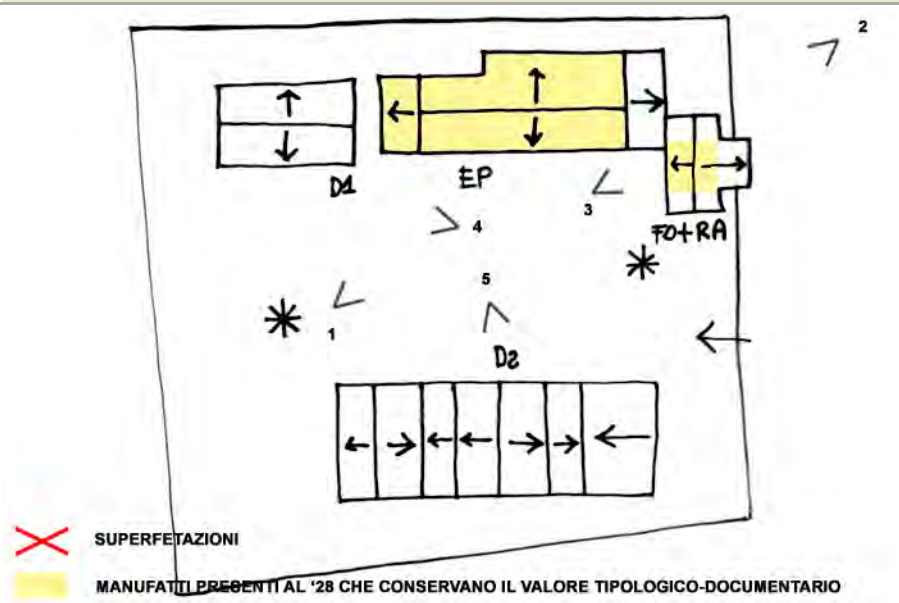 2
D1
EP
3
4
FO+RA
5
1
D2
SUPERFETAZIONI
MANUFATTI PRESENTI AL '28 CHE CONSERVANO IL VALORE TIPOLOGICO-DOCUMENTARIO